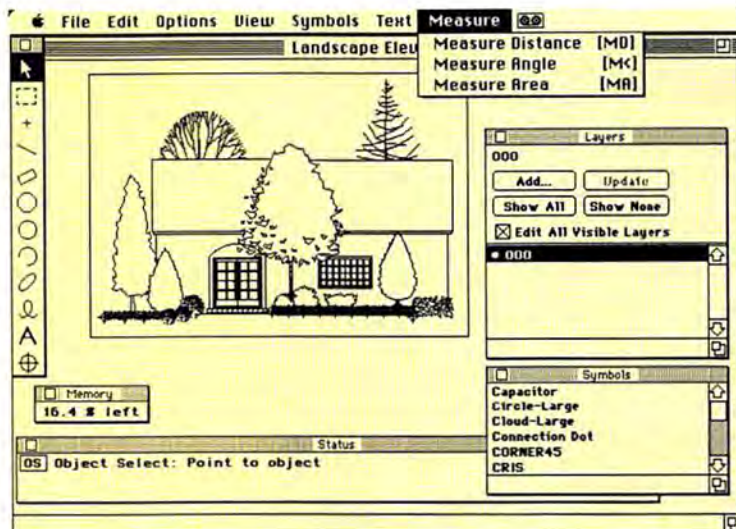 File Edit Options View Symbols Text Measure
Landscape Elev
Measure Distance [MD]
Measure Angle [M<]
Measure Area [MA]
Layers
000
Add... Update
Show All Show None
Edit All Visible Layers
000
A
Memory
16.4 % left
Symbols
Capacitor
Circle-Large
Cloud-Large
Connection Dot
CORNER45
CRIS
Status
OS Object Select: Point to object